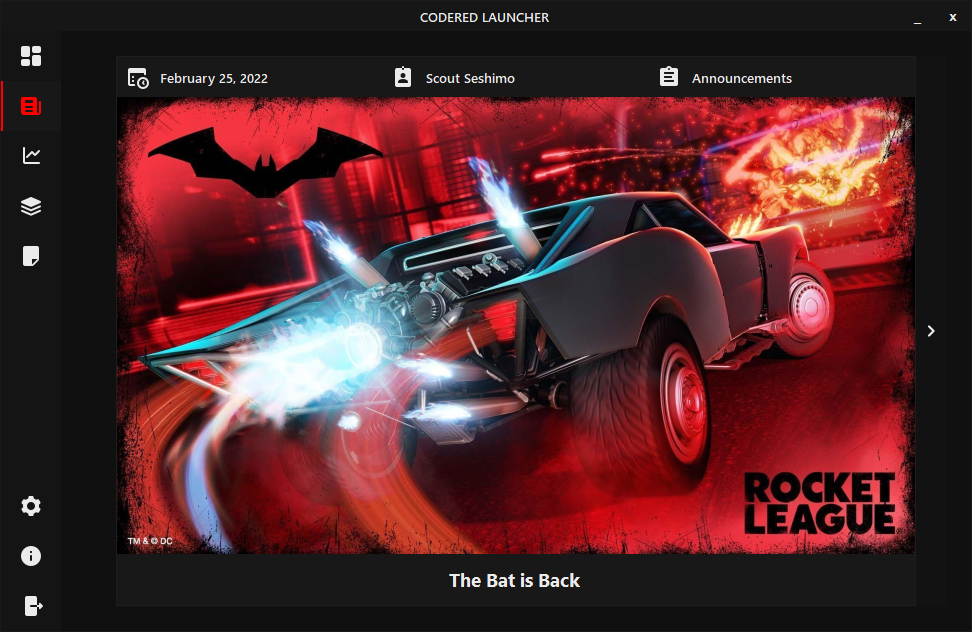 CODERED LAUNCHER
February 25, 2022
Scout Seshimo
Announcements
ROCKET
LEAGUE
TM & © DC
The Bat is Back